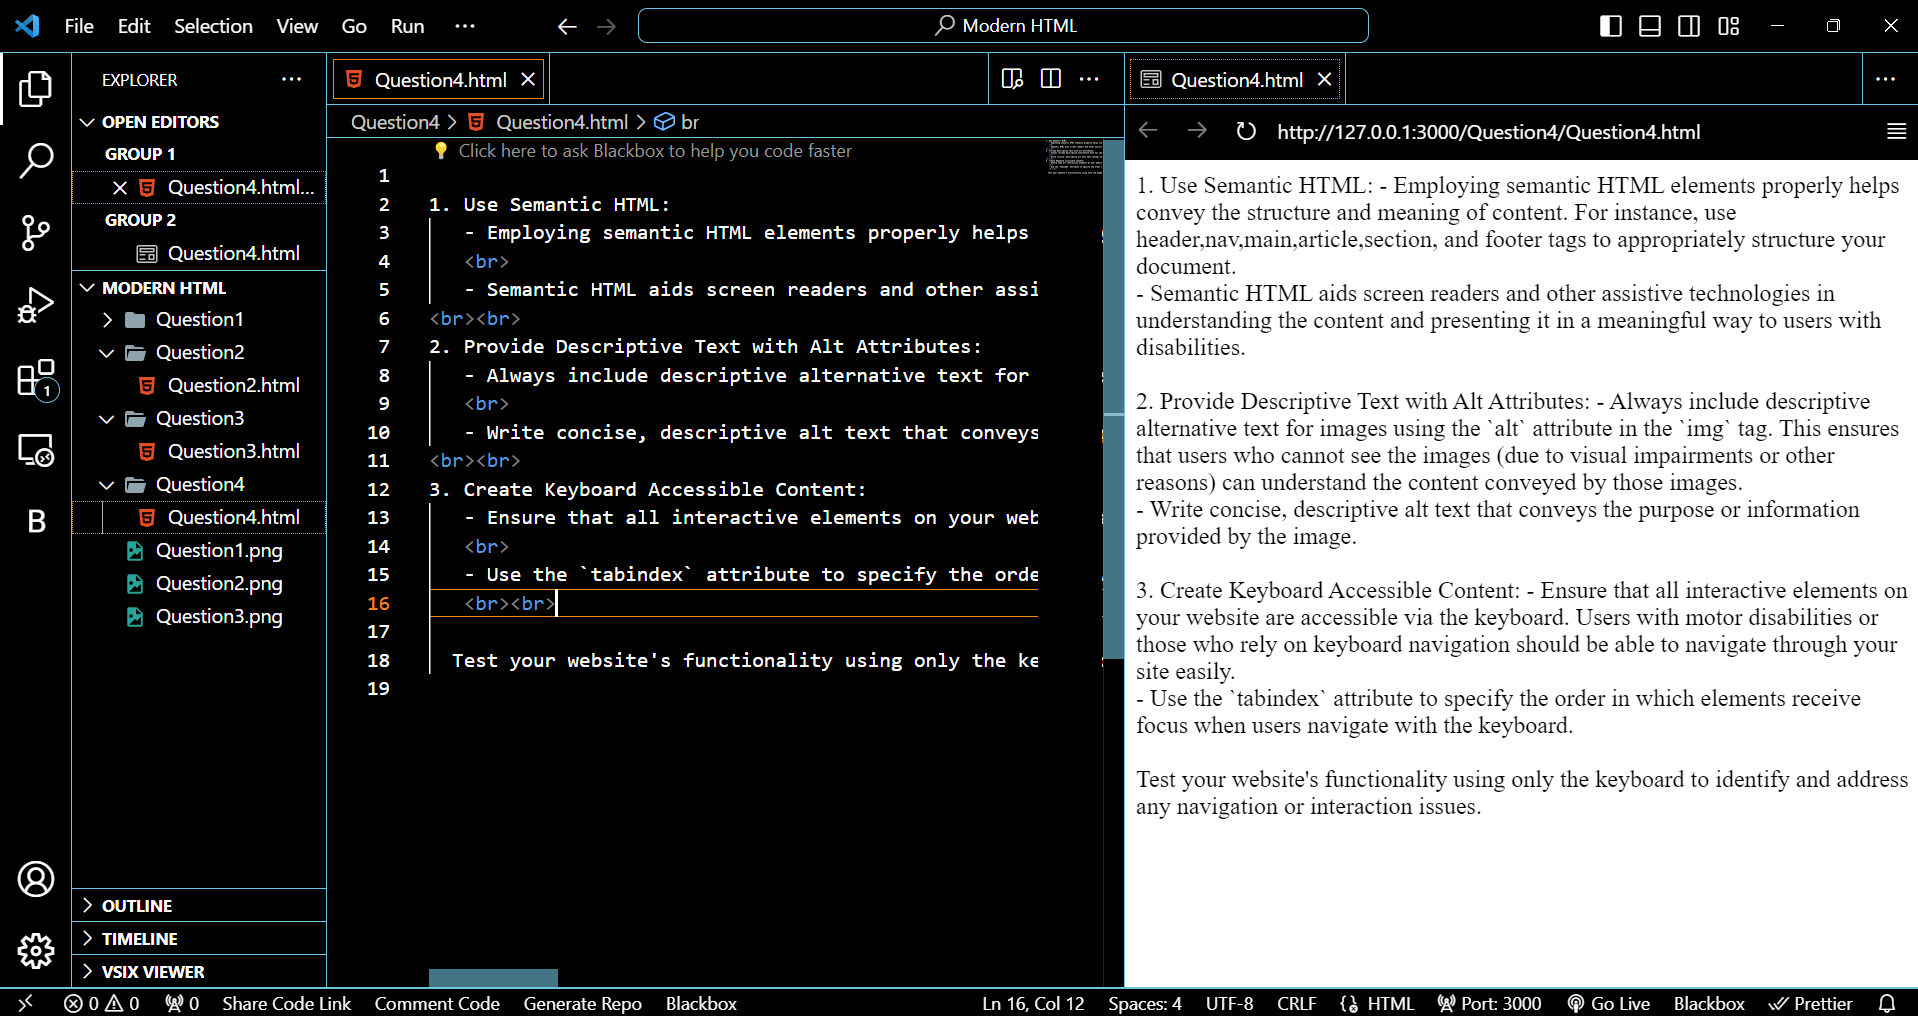 File Edit Selection View Go Run ···
Modern HTML
EXPLORER ···
OPEN EDITORS
GROUP 1
Question4.html...
GROUP 2
Question4.html
MODERN HTML
Question1
Question2
Question2.html
Question3
Question3.html
Question4
Question4.html
Question1.png
Question2.png
Question3.png
OUTLINE
TIMELINE
VSIX VIEWER
1
B
Question4.html
Question4 > Question4.html > br
Click here to ask Blackbox to help you code faster
1
2 1. Use Semantic HTML:
3 - Employing semantic HTML elements properly helps
4 <br>
5 - Semantic HTML aids screen readers and other assi
6 <br><br>
7 2. Provide Descriptive Text with Alt Attributes:
8 - Always include descriptive alternative text for
9 <br>
10 - Write concise, descriptive alt text that conveys
11 <br><br>
12 3. Create Keyboard Accessible Content:
13 - Ensure that all interactive elements on your web
14 <br>
15 - Use the `tabindex` attribute to specify the orde
16 <br><br>
17
18 Test your website's functionality using only the ke
19
Question4.html
http://127.0.0.1:3000/Question4/Question4.html
1. Use Semantic HTML: - Employing semantic HTML elements properly helps
convey the structure and meaning of content. For instance, use
header,nav,main,article,section, and footer tags to appropriately structure your
document.
- Semantic HTML aids screen readers and other assistive technologies in
understanding the content and presenting it in a meaningful way to users with
disabilities.
2. Provide Descriptive Text with Alt Attributes: - Always include descriptive
alternative text for images using the `alt` attribute in the `img` tag. This ensures
that users who cannot see the images (due to visual impairments or other
reasons) can understand the content conveyed by those images.
- Write concise, descriptive alt text that conveys the purpose or information
provided by the image.
3. Create Keyboard Accessible Content: - Ensure that all interactive elements on
your website are accessible via the keyboard. Users with motor disabilities or
those who rely on keyboard navigation should be able to navigate through your
site easily.
- Use the `tabindex` attribute to specify the order in which elements receive
focus when users navigate with the keyboard.
Test your website's functionality using only the keyboard to identify and address
any navigation or interaction issues.
0 0 0 Share Code Link Comment Code Generate Repo Blackbox Ln 16, Col 12 Spaces: 4 UTF-8 CRLF HTML Port: 3000 Go Live Blackbox Prettier